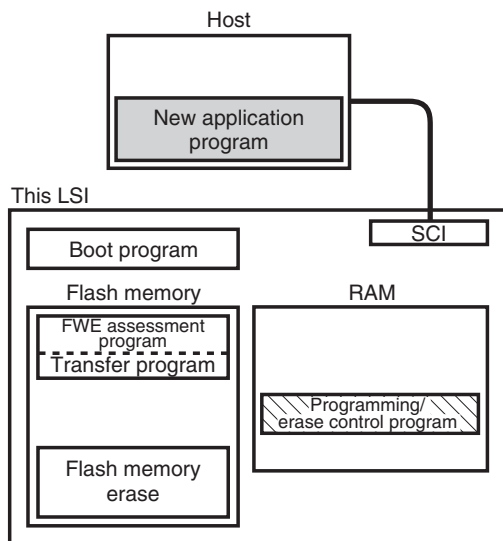 Host
New application
program
This LSI
SCI
Boot program
Flash memory
RAM
FWE assessment
program
Transfer program
Programming/
erase control program
Flash memory
erase